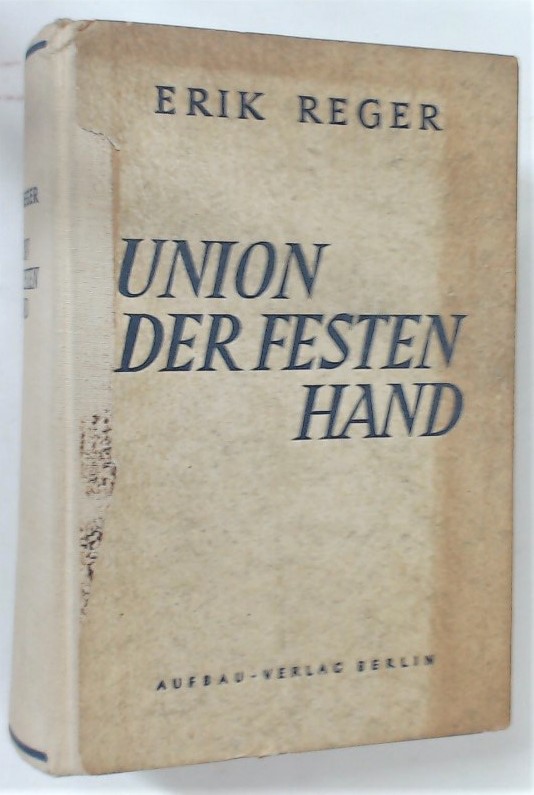 ERIK REGER
UNION
DER FESTEN
HAND
AUFBAU-VERLAG BERLIN